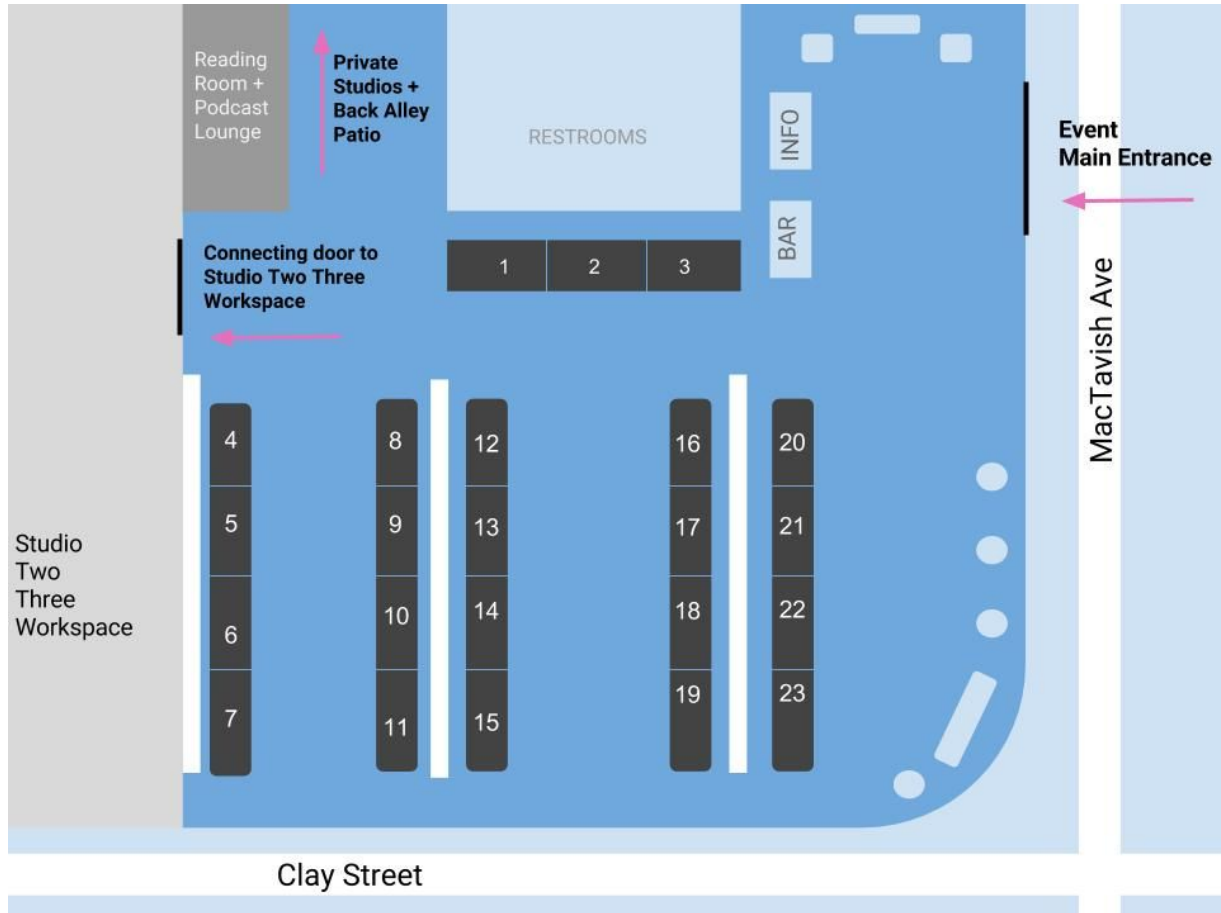 Reading
Room +
Podcast
Lounge
Private
Studios +
Back Alley
Patio
RESTROOMS
INFO
BAR
Event
Main Entrance
Connecting door to
Studio Two Three
Workspace
1 2 3
MacTavish Ave
4 8 12 16 20
5 9 13 17 21
6 10 14 18 22
7 11 15 19 23
Studio
Two
Three
Workspace
Clay Street